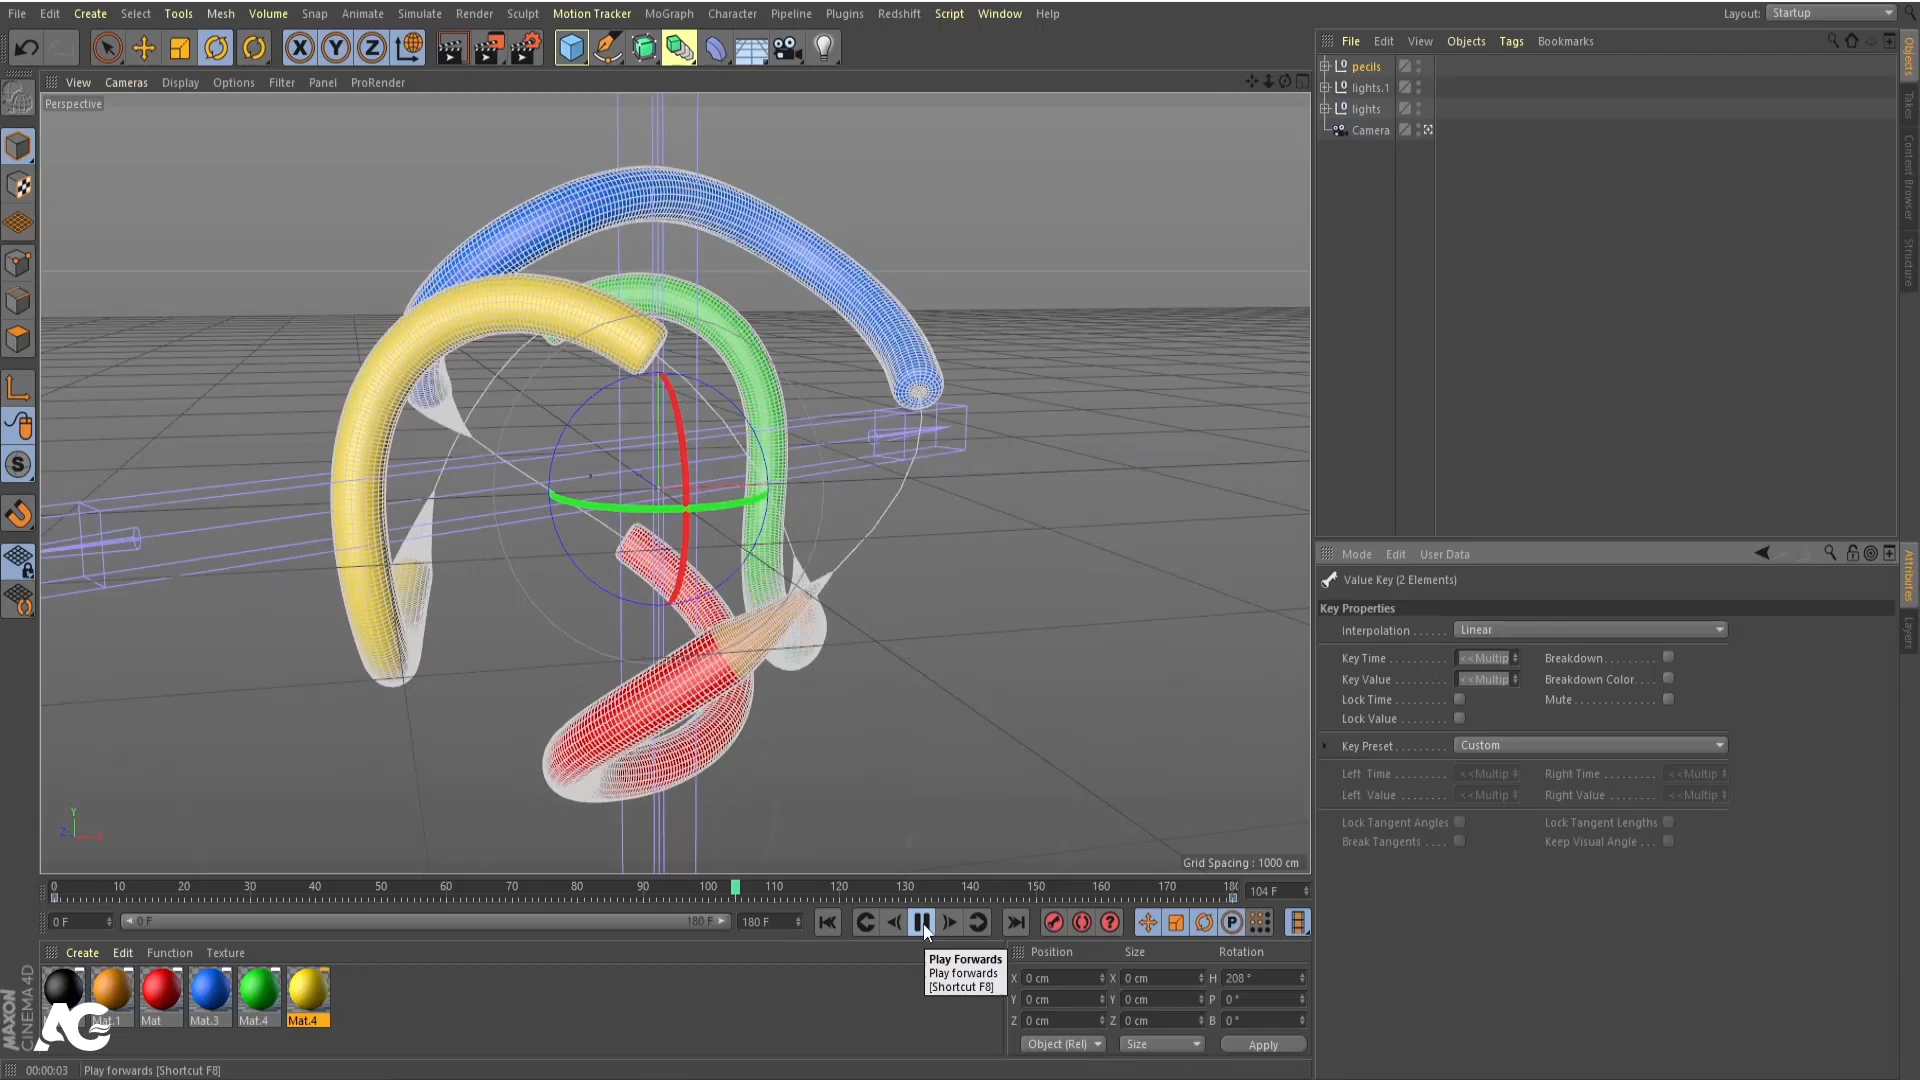 File Edit Create Select Tools Mesh Volume Snap Animate Simulate Render Sculpt Motion Tracker MoGraph Character Pipeline Plugins Redshift Script Window Help
Layout: Startup
View Cameras Display Options Filter Panel ProRender
Perspective
Grid Spacing : 1000 cm
Y
Z
X
0 10 20 30 40 50 60 70 80 90 100 110 120 130 140 150 160 170 180
104 F
0 F
0 F
180 F
180 F
Play Forwards
Play forwards
[Shortcut F8]
Create Edit Function Texture
Mat.1 Mat Mat.3 Mat.4 Mat.4
MAXON
CINEMA 4D
AG
Position Size Rotation
X 0 cm X 0 cm H 208 °
Y 0 cm Y 0 cm P 0 °
Z 0 cm Z 0 cm B 0 °
Object (Rel) Size Apply
00:00:03 Play forwards [Shortcut F8]
File Edit View Objects Tags Bookmarks
pecils
lights.1
lights
Camera
Objects
Takes
Content Browser
Structure
Mode Edit User Data
Value Key (2 Elements)
Key Properties
Interpolation Linear
Key Time <<Multip Breakdown
Key Value <<Multip Breakdown Color
Lock Time Mute
Lock Value
Key Preset Custom
Left Time <<Multip Right Time <<Multip
Left Value <<Multip Right Value <<Multip
Lock Tangent Angles Lock Tangent Lengths
Break Tangents Keep Visual Angle
Attributes
Layers